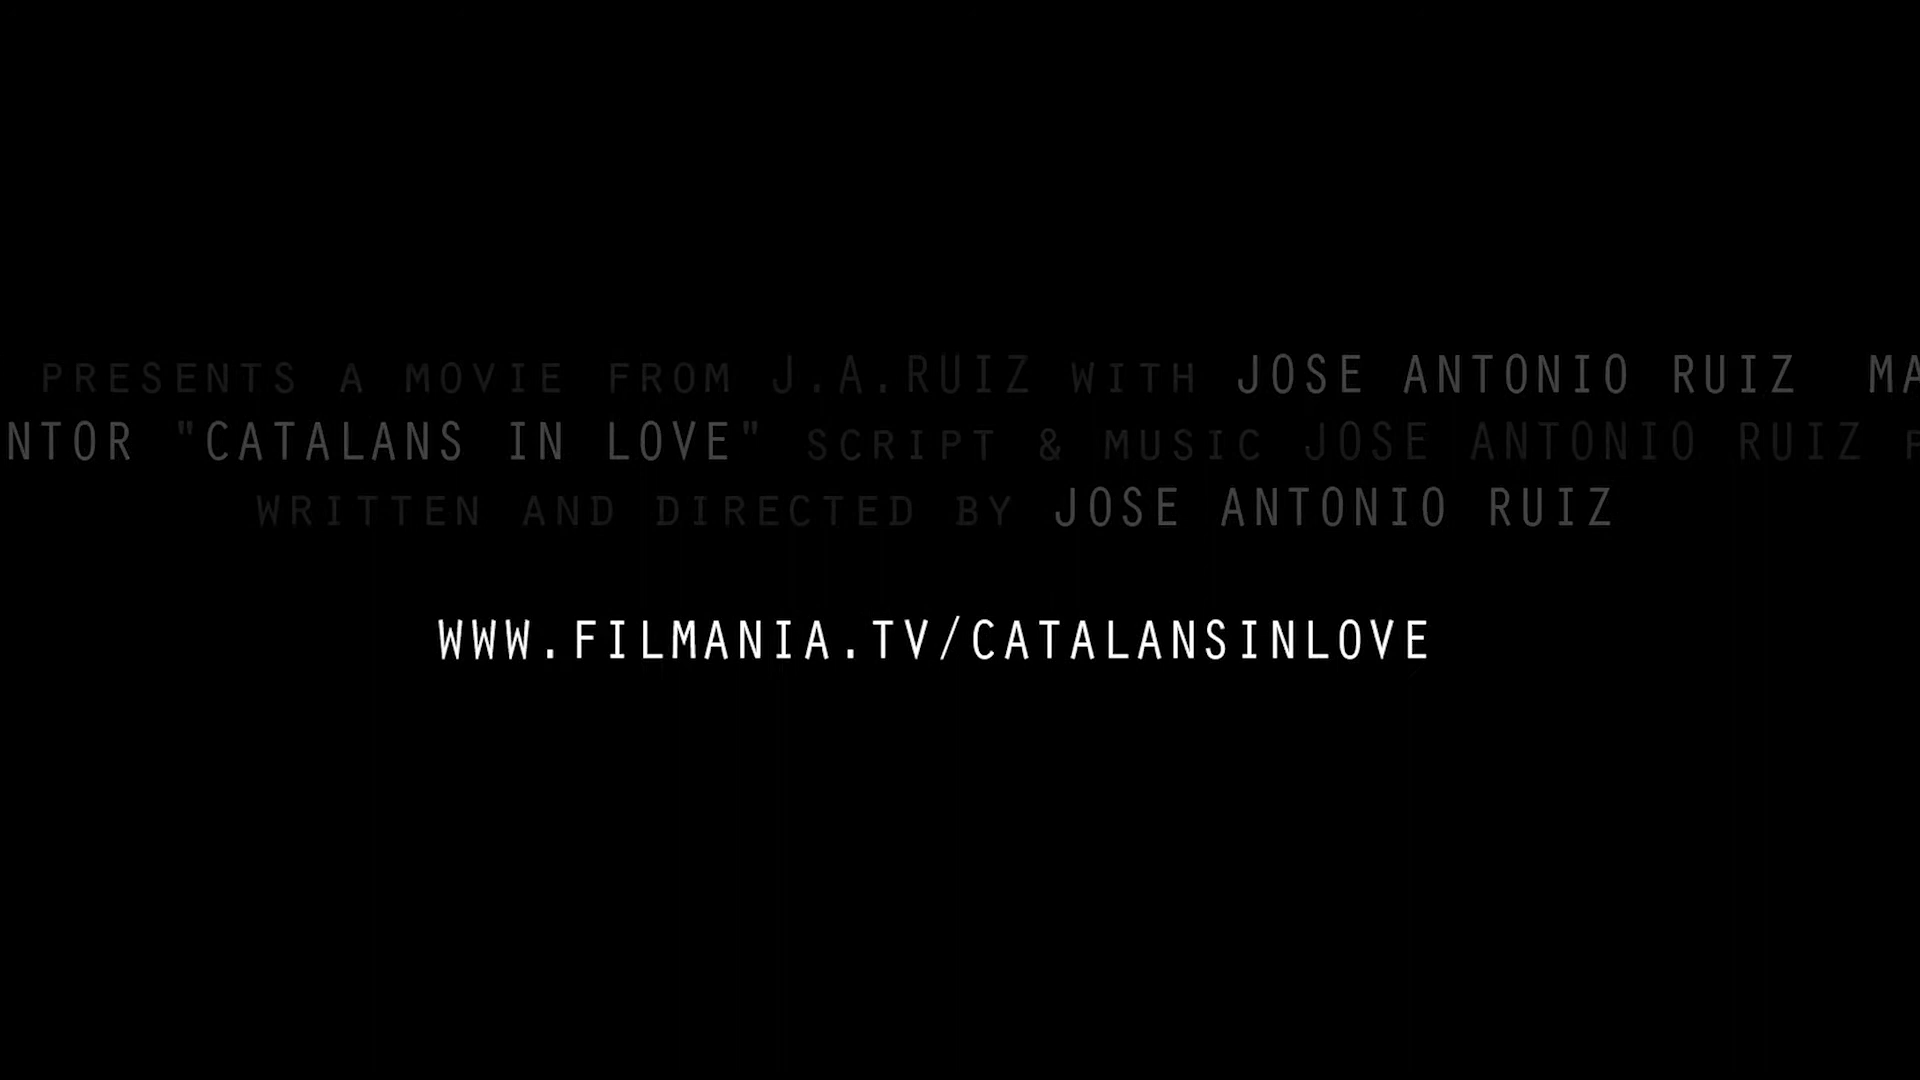 PRESENTS A MOVIE FROM J.A.RUIZ WITH JOSE ANTONIO RUIZ MA
NTOR "CATALANS IN LOVE" SCRIPT & MUSIC JOSE ANTONIO RUIZ
WRITTEN AND DIRECTED BY JOSE ANTONIO RUIZ
WWW.FILMANIA.TV/CATALANSINLOVE